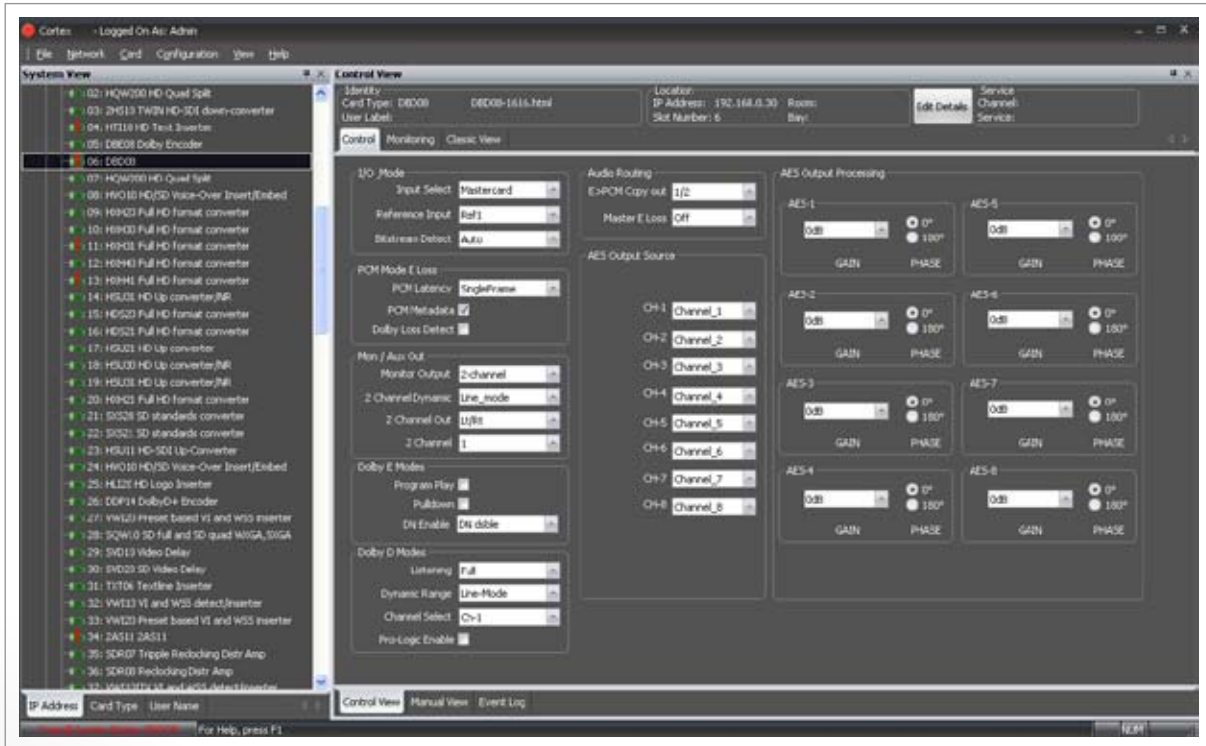 Cortex - Logged On As: Admin
File Network Card Configuration View Help
System View
02: HQW200 HD Quad Split
03: 2HS13 TWIN HD-SDI down-converter
04: HTI10 HD Text Inserter
05: DBE08 Dolby Encoder
06: DBD08
07: HQW200 HD Quad Split
08: HVO10 HD/SD Voice-Over Insert/Embed
09: Full HD format converter
10: Full HD format converter
11: Full HD format converter
12: Full HD format converter
13: Full HD format converter
14: HD Up converter/NR
15: HDS20 Full HD format converter
16: HDS21 Full HD format converter
17: HSU21 HD Up converter
18: HSU30 HD Up converter/NR
19: HD Up converter/NR
20: Full HD format converter
21: SXS28 SD standards converter
22: SXS21 SD standards converter
23: HSU11 HD-SDI Up-Converter
24: HVO10 HD/SD Voice-Over Insert/Embed
25: HD Logo Inserter
26: DDP14 DolbyD+ Encoder
27: VWI20 Preset based VI and WSS inserter
28: SD full and SD quad WXGA,SXGA
29: SVD10 Video Delay
30: SVD20 SD Video Delay
31: TXT06 Textline Inserter
32: VWI13 VI and WSS detect/inserter
33: VWI20 Preset based VI and WSS inserter
34: 2AS11 2AS11
35: SDR07 Tripple Reclocking Distr Amp
36: SDR08 Reclocking Distr Amp
IP Address Card Type User Name
Control View
Identity
Card Type: DBD08 DBD08-1616.html
User Label:
Location
IP Address: 192.168.0.30 Room:
Slot Number: 6 Bay:
Edit Details
Service
Channel:
Service:
Control Monitoring Classic View
I/O_Mode
Input Select Mastercard
Reference Input Ref1
Bitstream Detect Auto
PCM Mode E Loss
PCM Latency SingleFrame
PCM Metadata
Dolby Loss Detect
Mon / Aux Out
Monitor Output 2-channel
2 Channel Dynamic Line_mode
2 Channel Out Lt/Rt
2 Channel 1
Dolby E Modes
Program Play
Pulldown
DN Enable DN dsble
Dolby D Modes
Listening Full
Dynamic Range Line-Mode
Channel Select Ch-1
Pro-Logic Enable
Audio Routing
E>PCM Copy out 1/2
Master E Loss Off
AES Output Source
CH-1 Channel_1
CH-2 Channel_2
CH-3 Channel_3
CH-4 Channel_4
CH-5 Channel_5
CH-6 Channel_6
CH-7 Channel_7
CH-8 Channel_8
AES Output Processing
AES-1
0dB 0°
180°
GAIN PHASE
AES-5
0dB 0°
180°
GAIN PHASE
AES-2
0dB 0°
180°
GAIN PHASE
AES-6
0dB 0°
180°
GAIN PHASE
AES-3
0dB 0°
180°
GAIN PHASE
AES-7
0dB 0°
180°
GAIN PHASE
AES-4
0dB 0°
180°
GAIN PHASE
AES-8
0dB 0°
180°
GAIN PHASE
Control View Manual View Event Log
For Help, press F1
NUM